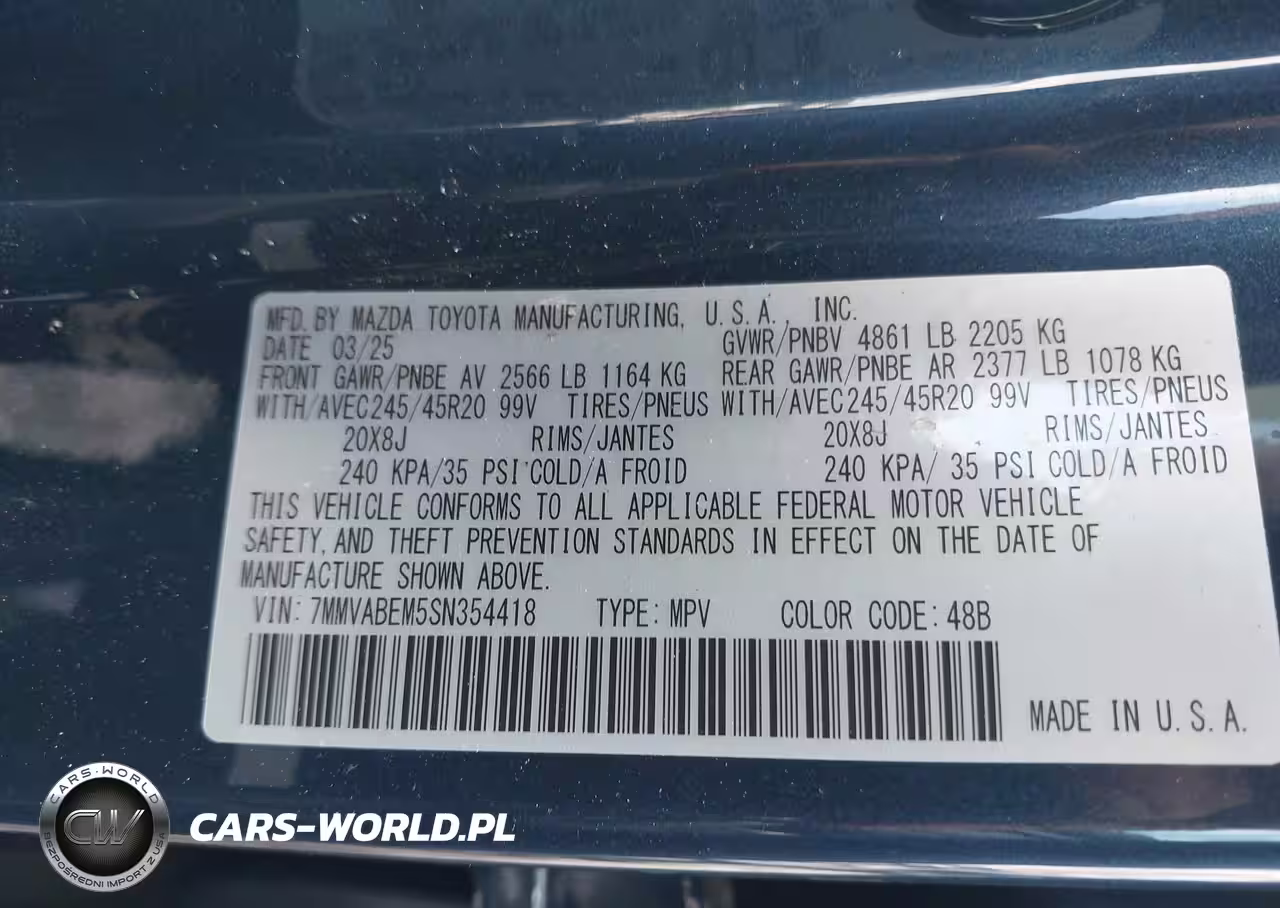 MFD. BY MAZDA TOYOTA MANUFACTURING, U.S.A., INC.
DATE 03/25 GVWR/PNBV 4861 LB 2205 KG
FRONT GAWR/PNBE AV 2566 LB 1164 KG REAR GAWR/PNBE AR 2377 LB 1078 KG
WITH/AVEC245/45R20 99V TIRES/PNEUS WITH/AVEC245/45R20 99V TIRES/PNEUS
20X8J RIMS/JANTES 20X8J RIMS/JANTES
240 KPA/35 PSI COLD/A FROID 240 KPA/ 35 PSI COLD/A FROID
THIS VEHICLE CONFORMS TO ALL APPLICABLE FEDERAL MOTOR VEHICLE
SAFETY, AND THEFT PREVENTION STANDARDS IN EFFECT ON THE DATE OF
MANUFACTURE SHOWN ABOVE.
VIN: 7MMVABEM5SN354418 TYPE: MPV COLOR CODE: 48B
MADE IN U.S.A.
CARS-WORLD
CW
BEZPOŚREDNI IMPORT Z USA
CARS-WORLD.PL